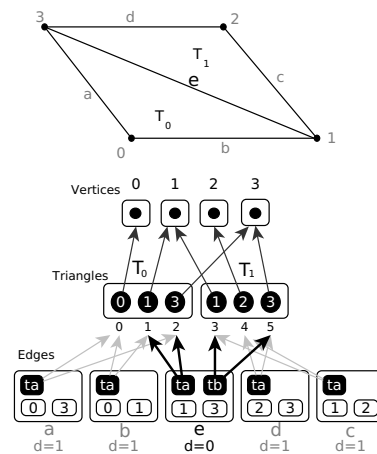 3 d 2
T1
e
a c
T0
0 b 1
Vertices 0 1 2 3
Triangles T0 T1
0 1 3 1 2 3
0 1 2 3 4 5
Edges
ta ta ta tb ta ta
0 3 0 1 1 3 2 3 1 2
a b e d c
d=1 d=1 d=0 d=1 d=1